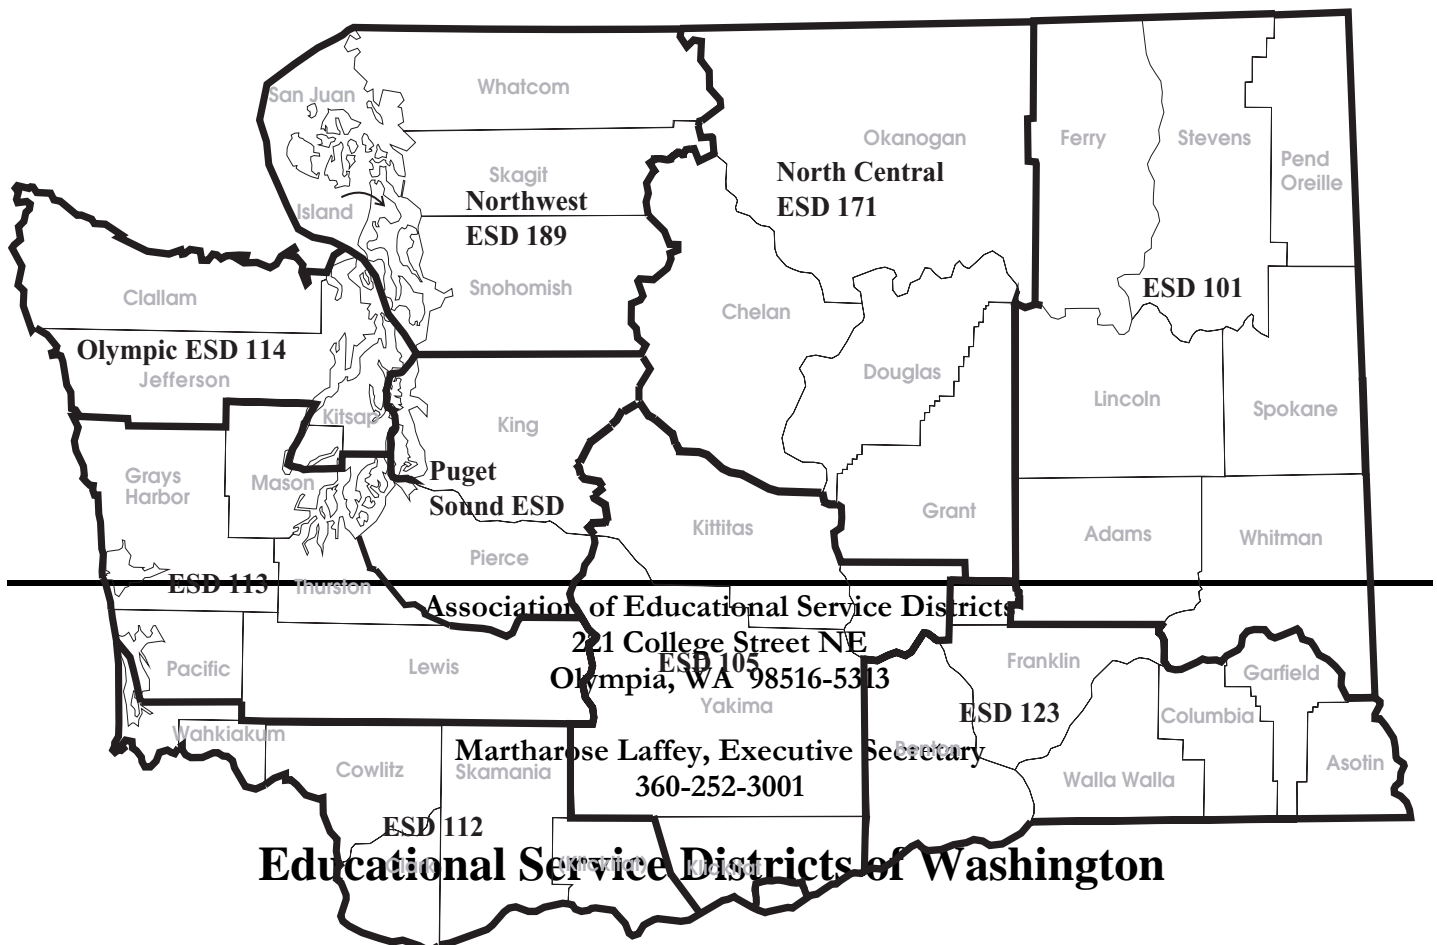 San Juan
Whatcom
Okanogan
Ferry
Stevens
Pend
Oreille
Skagit
Island
Northwest
ESD 189
North Central
ESD 171
Snohomish
Clallam
ESD 101
Chelan
Olympic ESD 114
Jefferson
Douglas
Lincoln
Spokane
Kitsap
King
Grays
Harbor
Mason
Puget
Sound ESD
Kittitas
Grant
Adams
Whitman
Pierce
ESD 113
Thurston
Association of Educational Service Districts
221 College Street NE
ESD 105
Olympia, WA 98516-5313
Pacific
Lewis
Franklin
Garfield
Yakima
ESD 123
Columbia
Wahkiakum
Martharose Laffey, Executive Secretary
Benton
360-252-3001
Cowlitz
Skamania
Walla Walla
Asotin
ESD 112
Clark
(Klickitat)
Klickitat
Educational Service Districts of Washington